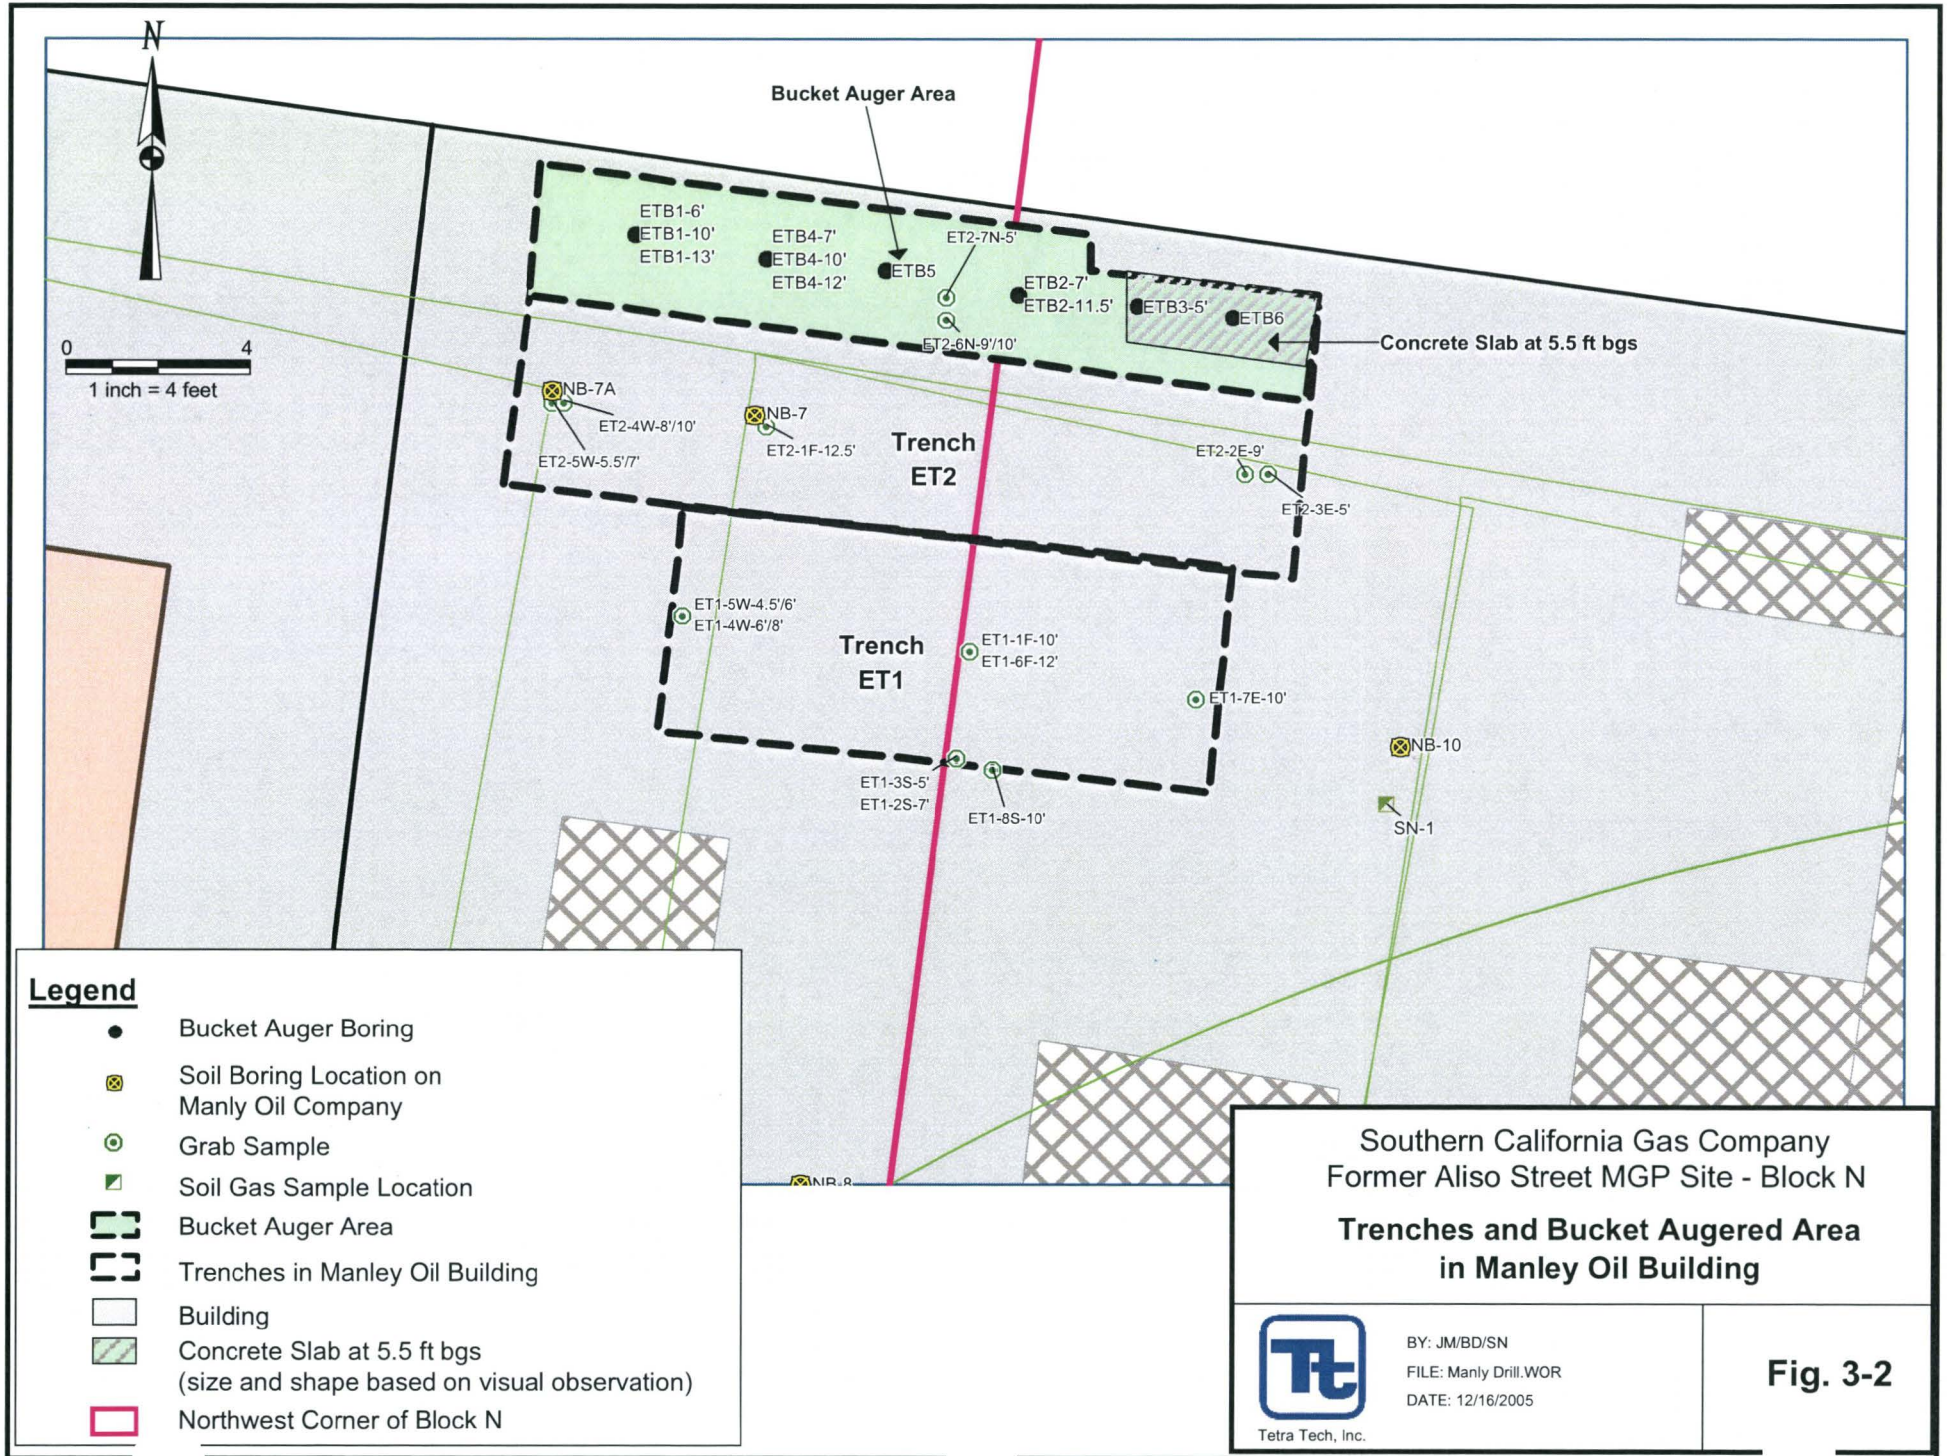 N
Bucket Auger Area
ETB1-6'
ETB1-10'
ETB1-13'
ETB4-7'
ETB4-10'
ETB4-12'
ETB5
ET2-7N-5'
ETB2-7'
ETB2-11.5'
ETB3-5'
ETB6
ET2-6N-9'/10'
Concrete Slab at 5.5 ft bgs
0 4
1 inch = 4 feet
NB-7A
ET2-4W-8'/10'
ET2-5W-5.5'/7'
NB-7
ET2-1F-12.5'
Trench
ET2
ET2-2E-9'
ET2-3E-5'
ET1-5W-4.5'/6'
ET1-4W-6'/8'
Trench
ET1
ET1-1F-10'
ET1-6F-12'
ET1-7E-10'
NB-10
ET1-3S-5'
ET1-2S-7'
ET1-8S-10'
SN-1
NB-8
Legend
Bucket Auger Boring
Soil Boring Location on
Manly Oil Company
Grab Sample
Soil Gas Sample Location
Bucket Auger Area
Trenches in Manley Oil Building
Building
Concrete Slab at 5.5 ft bgs
(size and shape based on visual observation)
Northwest Corner of Block N
Southern California Gas Company
Former Aliso Street MGP Site - Block N
Trenches and Bucket Augered Area
in Manley Oil Building
Tt
Tetra Tech, Inc.
BY: JM/BD/SN
FILE: Manly Drill.WOR
DATE: 12/16/2005
Fig. 3-2